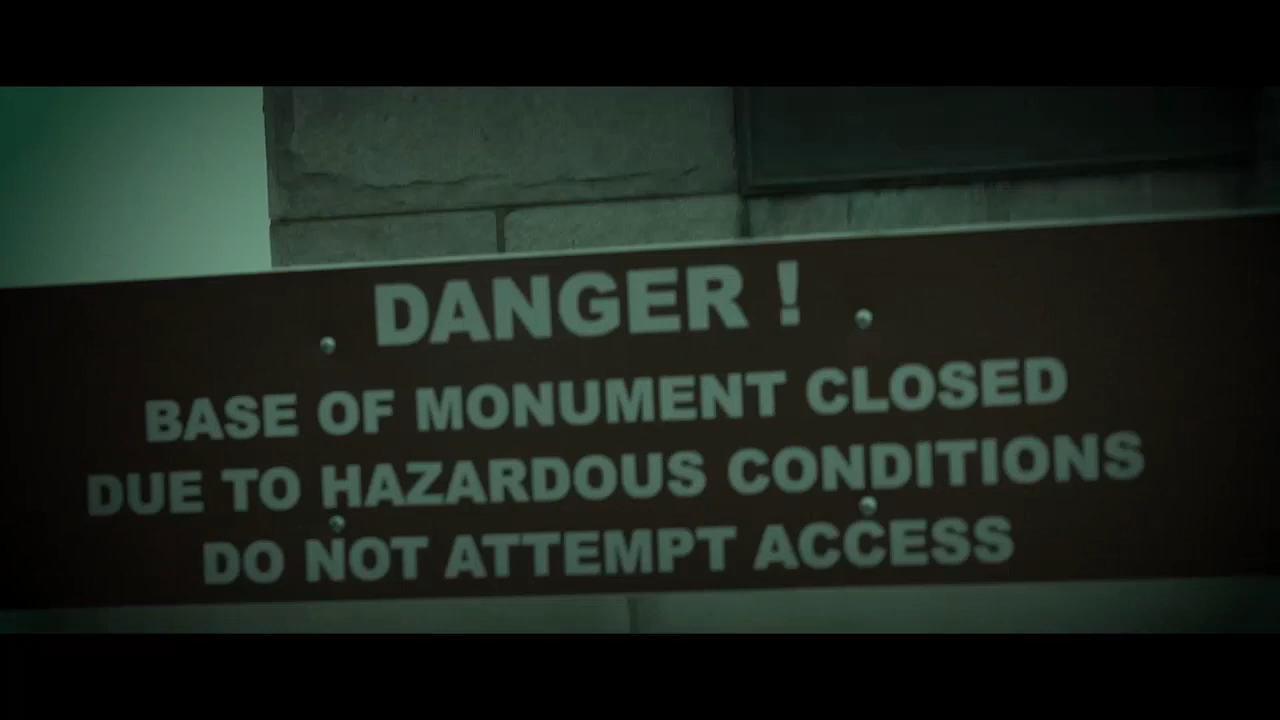 DANGER !
BASE OF MONUMENT CLOSED
DUE TO HAZARDOUS CONDITIONS
DO NOT ATTEMPT ACCESS